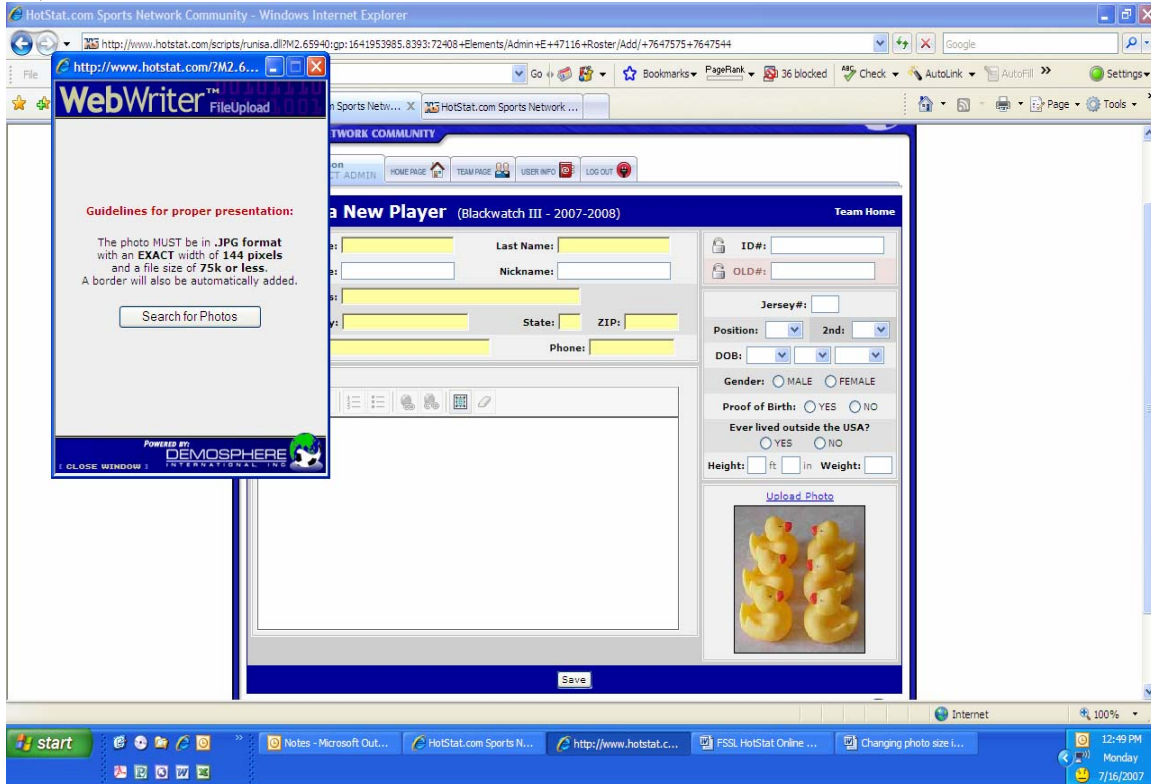 HotStat.com Sports Network Community - Windows Internet Explorer
http://www.hotstat.com/scripts/runisa.dll?M2.65940:gp:1641953985.8393:72408+Elements/Admin+E+47116+Roster/Add/+7647575+7647544
Google
File
Go
Bookmarks
PageRank
36 blocked
Check
AutoLink
AutoFill
Settings
n Sports Netw...
HotStat.com Sports Network ...
Page
Tools
http://www.hotstat.com/?M2.6...
WebWriter™ FileUpload
Guidelines for proper presentation:
The photo MUST be in .JPG format
with an EXACT width of 144 pixels
and a file size of 75k or less.
A border will also be automatically added.
Search for Photos
POWERED BY:
DEMOSPHERE
INTERNATIONAL, INC
[ CLOSE WINDOW ]
TWORK COMMUNITY
on
CT ADMIN
HOME PAGE
TEAM PAGE
USER INFO
LOG OUT
a New Player (Blackwatch III - 2007-2008)
Team Home
e:
Last Name:
e:
Nickname:
s:
y:
State:
ZIP:
Phone:
ID#:
OLD#:
Jersey#:
Position:
2nd:
DOB:
Gender: MALE FEMALE
Proof of Birth: YES NO
Ever lived outside the USA?
YES NO
Height: ft in Weight:
Upload Photo
Save
Internet
100%
start
Notes - Microsoft Out...
HotStat.com Sports N...
http://www.hotstat.c...
FSSL HotStat Online ...
Changing photo size i...
12:49 PM
Monday
7/16/2007